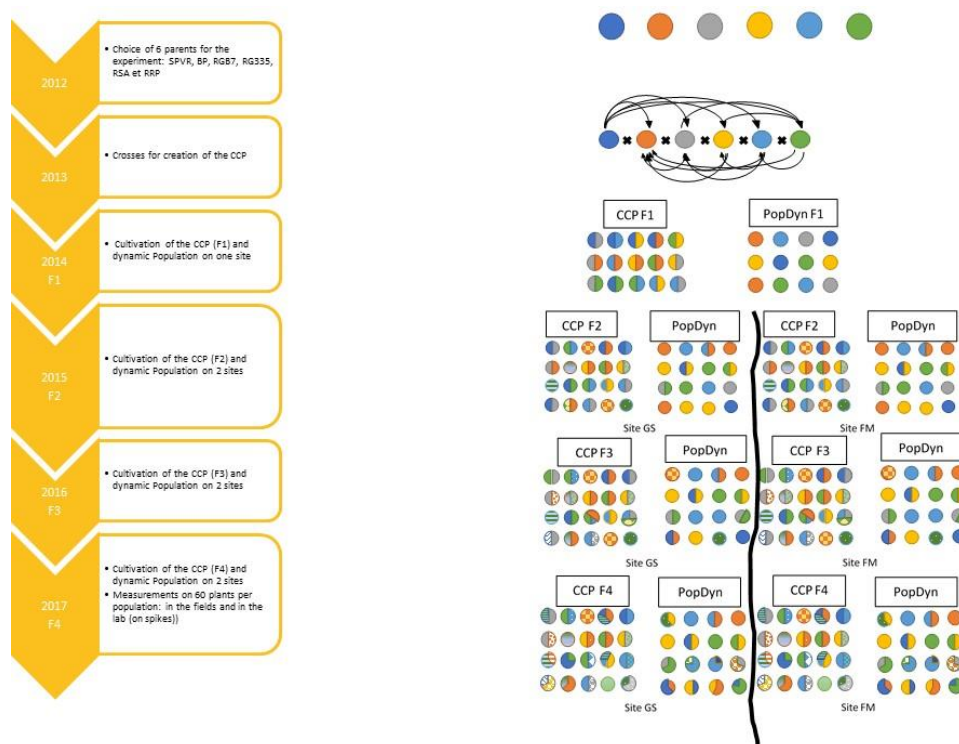 2012
• Choice of 6 parents for the
experiment: SPVR, BP, RGB7, RG335,
RSA et RRP
2013
• Crosses for creation of the CCP
2014
F1
• Cultivation of the CCP (F1) and
dynamic Population on one site
CCP F1
PopDyn F1
2015
F2
• Cultivation of the CCP (F2) and
dynamic Population on 2 sites
CCP F2
PopDyn
CCP F2
PopDyn
Site GS
Site FM
2016
F3
• Cultivation of the CCP (F3) and
dynamic Population on 2 sites
CCP F3
PopDyn
CCP F3
PopDyn
Site GS
Site FM
2017
F4
• Cultivation of the CCP (F4) and
dynamic Population on 2 sites
• Measurements on 60 plants per
population: in the fields and in the
lab (on spikes))
CCP F4
PopDyn
CCP F4
PopDyn
Site GS
Site FM